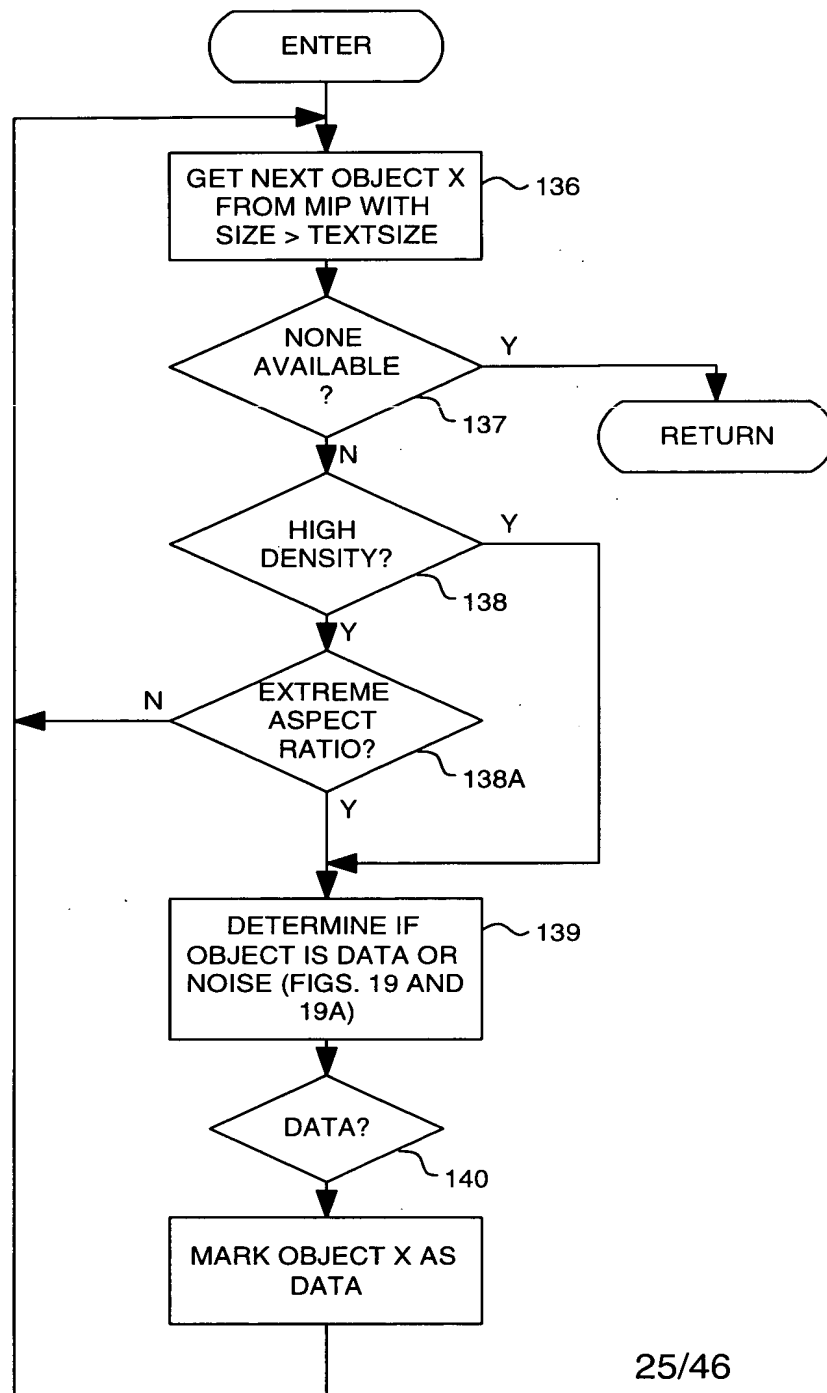 ENTER
GET NEXT OBJECT X
FROM MIP WITH
SIZE > TEXTSIZE
136
NONE
AVAILABLE
?
Y
137
RETURN
N
HIGH
DENSITY?
Y
138
Y
EXTREME
ASPECT
RATIO?
N
138A
Y
DETERMINE IF
OBJECT IS DATA OR
NOISE (FIGS. 19 AND
19A)
139
DATA?
140
MARK OBJECT X AS
DATA
25/46